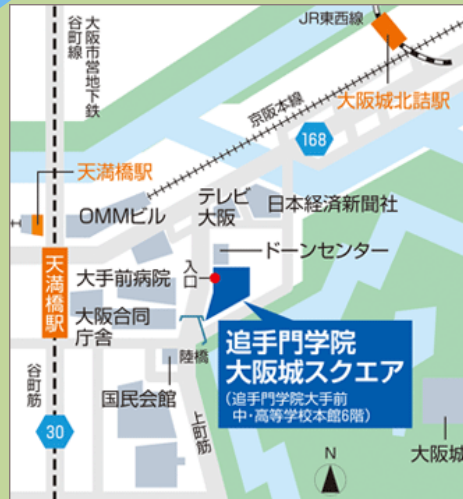 JR東西線
大阪市営地下鉄
谷町線
大阪城北詰駅
京阪本線
168
天満橋駅
OMMビル
テレビ
大阪
日本経済新聞社
ドーンセンター
天満橋駅
大手前病院
入口
大阪合同
庁舎
追手門学院
大阪城スクエア
(追手門学院大手前
中・高等学校本館6階)
陸橋
谷町筋
国民会館
上町筋
30
大阪城
N